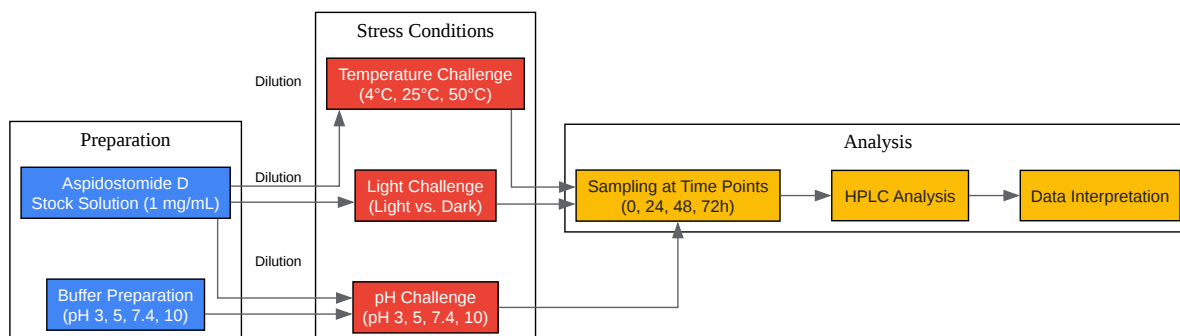 Preparation
Aspidostomide D
Stock Solution (1 mg/mL)
Buffer Preparation
(pH 3, 5, 7.4, 10)
Dilution
Dilution
Dilution
Stress Conditions
Temperature Challenge
(4°C, 25°C, 50°C)
Light Challenge
(Light vs. Dark)
pH Challenge
(pH 3, 5, 7.4, 10)
Analysis
Sampling at Time Points
(0, 24, 48, 72h)
HPLC Analysis
Data Interpretation